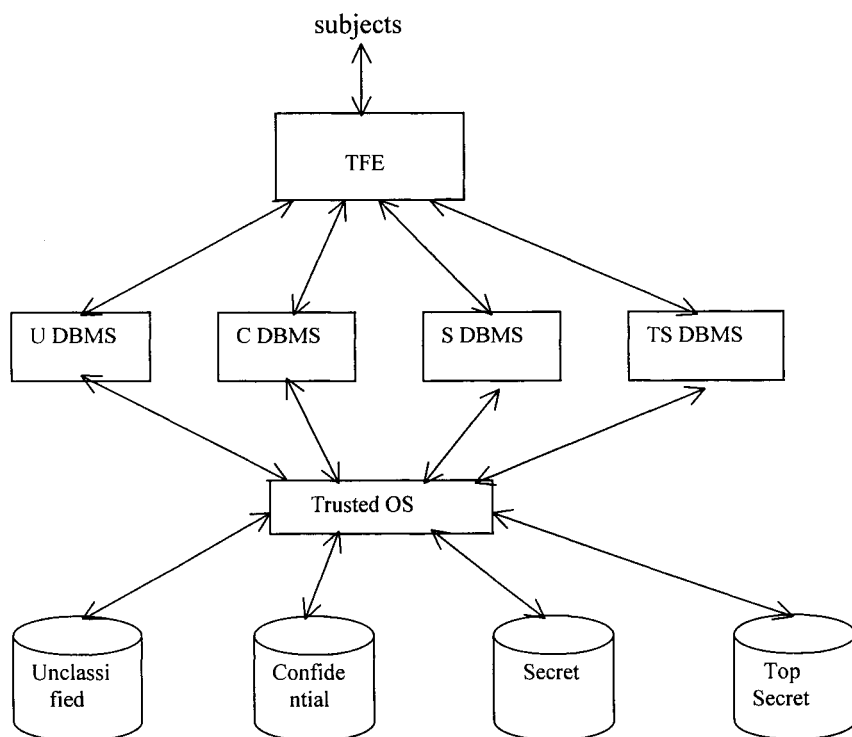 subjects
TFE
U DBMS
C DBMS
S DBMS
TS DBMS
Trusted OS
Unclassi
fied
Confide
ntial
Secret
Top
Secret